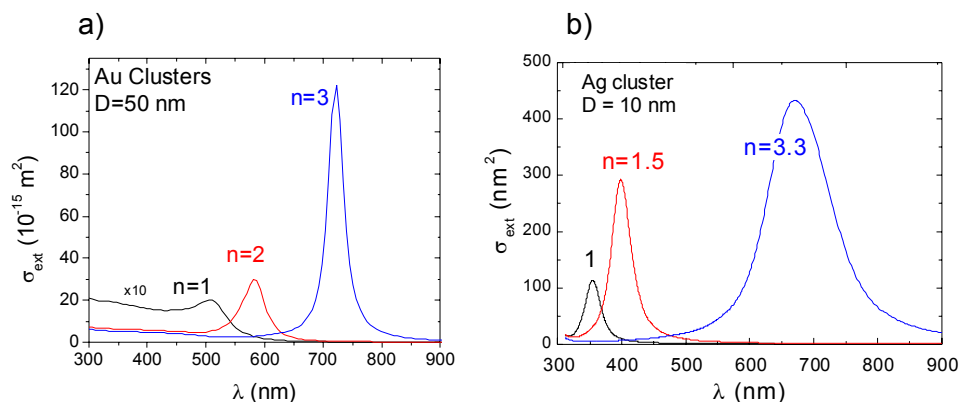 a)
Au Clusters
D=50 nm
n=3
n=2
n=1
x10
120
100
80
60
40
20
0
σext (10-15 m2)
300 400 500 600 700 800 900
λ (nm)
b)
Ag cluster
D = 10 nm
n=1.5
n=3.3
1
500
400
300
200
100
0
σext (nm2)
400 500 600 700 800 900
300
λ (nm)